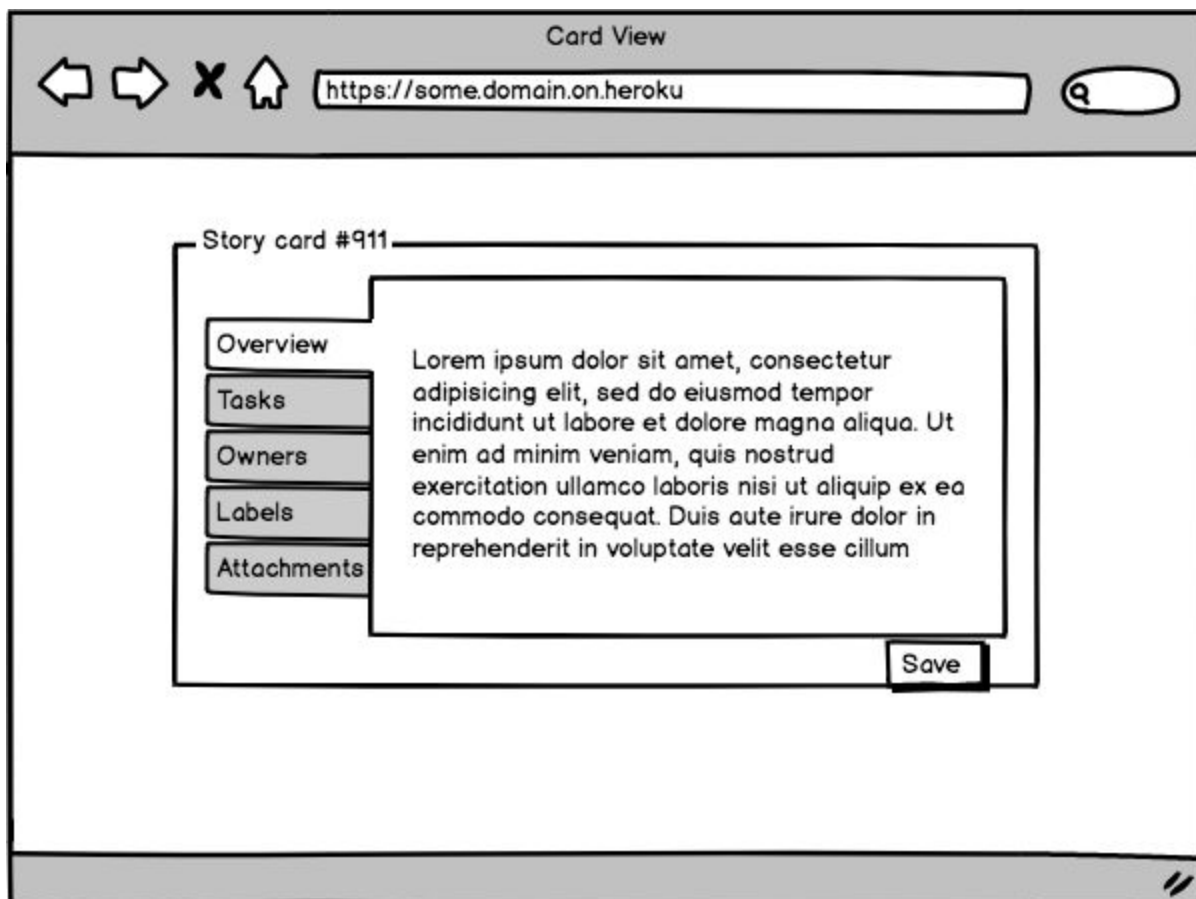 Card View
https://some.domain.on.heroku
Story card #911
Overview
Tasks
Owners
Labels
Attachments
Lorem ipsum dolor sit amet, consectetur
adipisicing elit, sed do eiusmod tempor
incididunt ut labore et dolore magna aliqua. Ut
enim ad minim veniam, quis nostrud
exercitation ullamco laboris nisi ut aliquip ex ea
commodo consequat. Duis aute irure dolor in
reprehenderit in voluptate velit esse cillum
Save